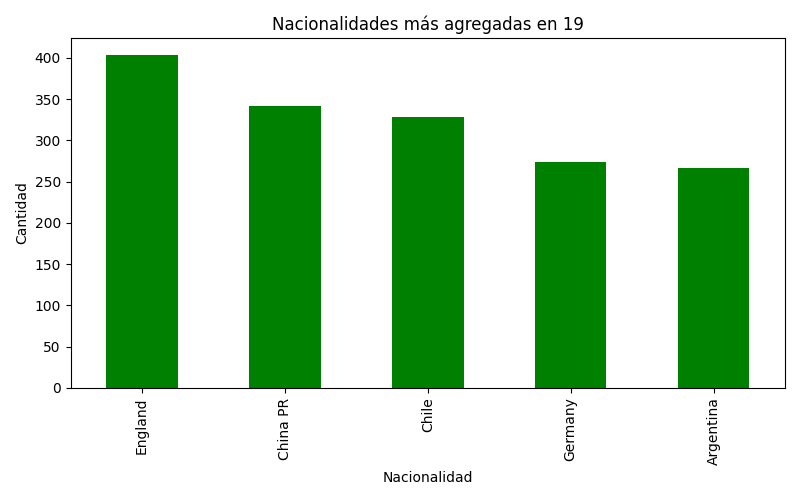 Nacionalidades más agregadas en 19
400
350
300
250
200
150
100
50
0
Cantidad
England
China PR
Chile
Germany
Argentina
Nacionalidad